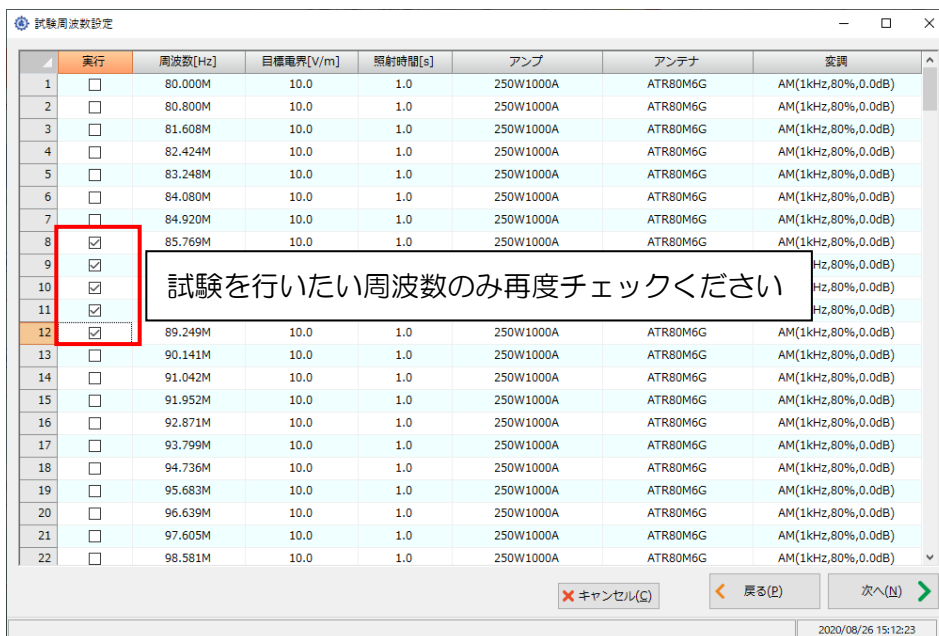 試験周波数設定
実行 周波数[Hz] 目標電界[V/m] 照射時間[s] アンプ アンテナ 変調
1 80.000M 10.0 1.0 250W1000A ATR80M6G AM(1kHz,80%,0.0dB)
2 80.800M 10.0 1.0 250W1000A ATR80M6G AM(1kHz,80%,0.0dB)
3 81.608M 10.0 1.0 250W1000A ATR80M6G AM(1kHz,80%,0.0dB)
4 82.424M 10.0 1.0 250W1000A ATR80M6G AM(1kHz,80%,0.0dB)
5 83.248M 10.0 1.0 250W1000A ATR80M6G AM(1kHz,80%,0.0dB)
6 84.080M 10.0 1.0 250W1000A ATR80M6G AM(1kHz,80%,0.0dB)
7 84.920M 10.0 1.0 250W1000A ATR80M6G AM(1kHz,80%,0.0dB)
8 85.769M 10.0 1.0 250W1000A ATR80M6G AM(1kHz,80%,0.0dB)
9 Hz,80%,0.0dB)
試験を行いたい周波数のみ再度チェックください
10 Hz,80%,0.0dB)
11 Hz,80%,0.0dB)
12 89.249M 10.0 1.0 250W1000A ATR80M6G AM(1kHz,80%,0.0dB)
13 90.141M 10.0 1.0 250W1000A ATR80M6G AM(1kHz,80%,0.0dB)
14 91.042M 10.0 1.0 250W1000A ATR80M6G AM(1kHz,80%,0.0dB)
15 91.952M 10.0 1.0 250W1000A ATR80M6G AM(1kHz,80%,0.0dB)
16 92.871M 10.0 1.0 250W1000A ATR80M6G AM(1kHz,80%,0.0dB)
17 93.799M 10.0 1.0 250W1000A ATR80M6G AM(1kHz,80%,0.0dB)
18 94.736M 10.0 1.0 250W1000A ATR80M6G AM(1kHz,80%,0.0dB)
19 95.683M 10.0 1.0 250W1000A ATR80M6G AM(1kHz,80%,0.0dB)
20 96.639M 10.0 1.0 250W1000A ATR80M6G AM(1kHz,80%,0.0dB)
21 97.605M 10.0 1.0 250W1000A ATR80M6G AM(1kHz,80%,0.0dB)
22 98.581M 10.0 1.0 250W1000A ATR80M6G AM(1kHz,80%,0.0dB)
キャンセル(C) 戻る(P) 次へ(N)
2020/08/26 15:12:23